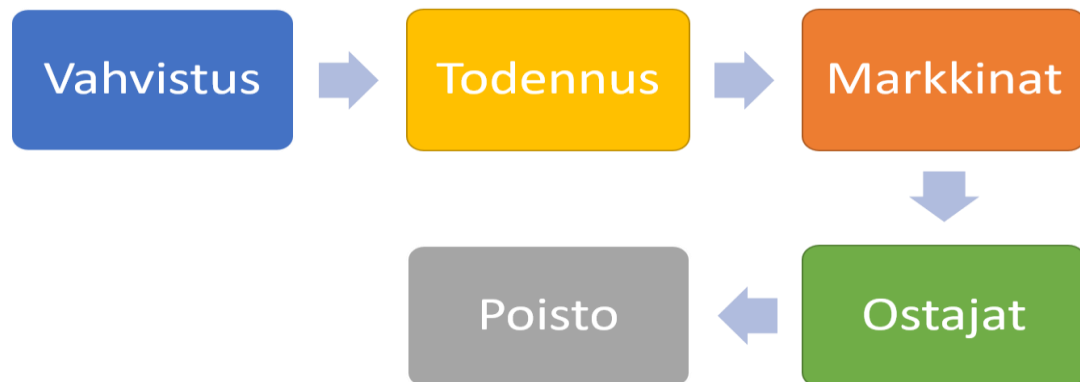 Vahvistus
Todennus
Markkinat
Ostajat
Poisto